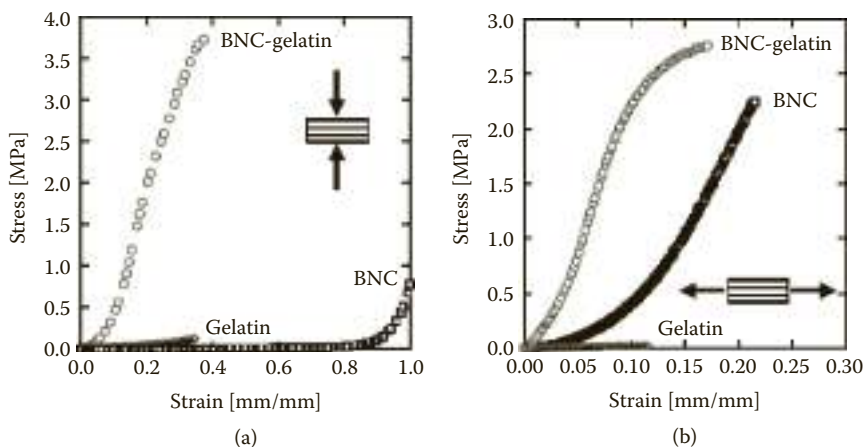 4.0
3.5
3.0
2.5
2.0
1.5
1.0
0.5
0.0
Stress [MPa]
BNC-gelatin
BNC
Gelatin
0.0 0.2 0.4 0.6 0.8 1.0
Strain [mm/mm]
(a)
3.0
2.5
2.0
1.5
1.0
0.5
0.0
Stress [MPa]
BNC-gelatin
BNC
Gelatin
0.00 0.05 0.10 0.15 0.20 0.25 0.30
Strain [mm/mm]
(b)